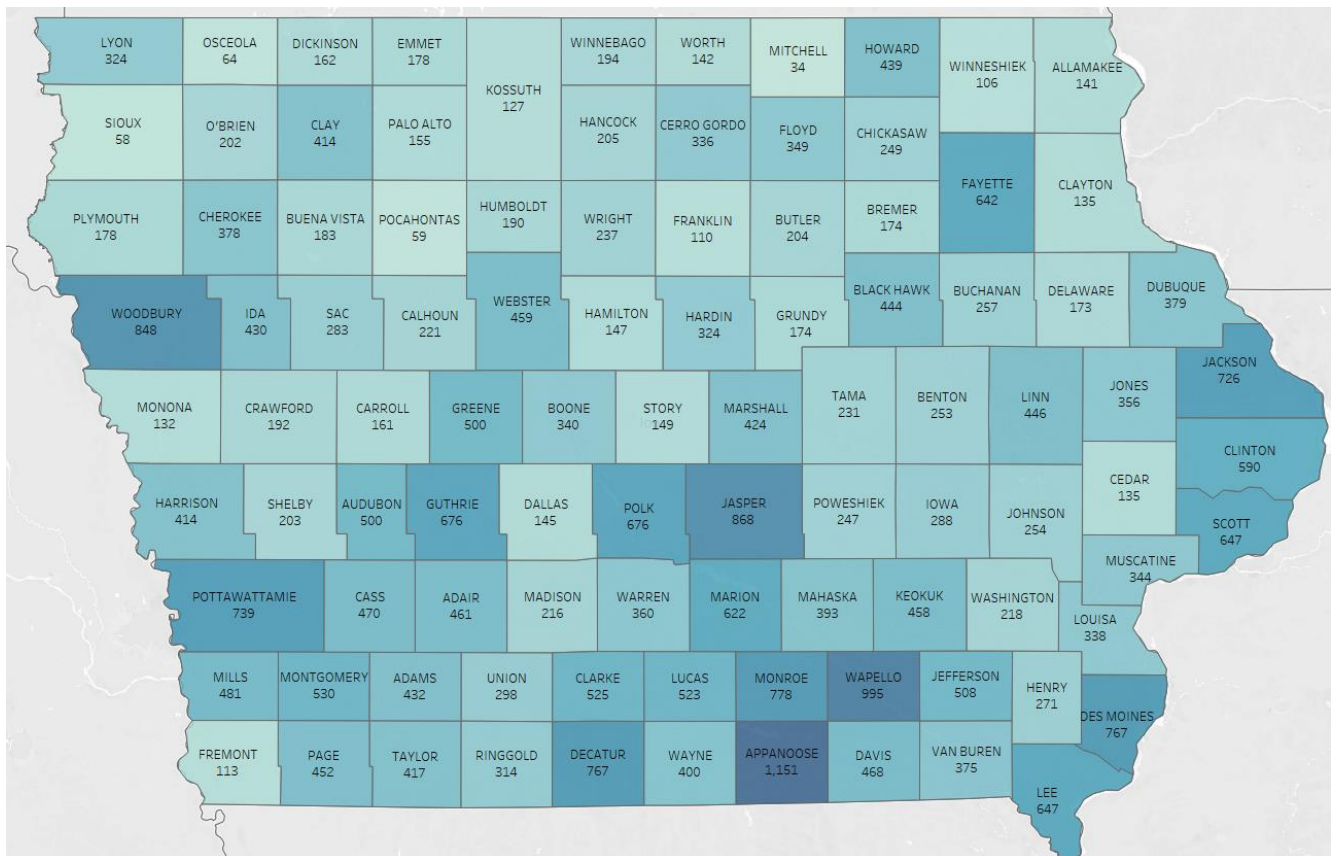 LYON
324
OSCEOLA
64
DICKINSON
162
EMMET
178
KOSSUTH
127
WINNEBAGO
194
WORTH
142
MITCHELL
34
HOWARD
439
WINNESHIEK
106
ALLAMAKEE
141
SIOUX
58
O'BRIEN
202
CLAY
414
PALO ALTO
155
HANCOCK
205
CERRO GORDO
336
FLOYD
349
CHICKASAW
249
FAYETTE
642
CLAYTON
135
PLYMOUTH
178
CHEROKEE
378
BUENA VISTA
183
POCAHONTAS
59
HUMBOLDT
190
WRIGHT
237
FRANKLIN
110
BUTLER
204
BREMER
174
WOODBURY
848
IDA
430
SAC
283
CALHOUN
221
WEBSTER
459
HAMILTON
147
HARDIN
324
GRUNDY
174
BLACK HAWK
444
BUCHANAN
257
DELAWARE
173
DUBUQUE
379
JACKSON
726
MONONA
132
CRAWFORD
192
CARROLL
161
GREENE
500
BOONE
340
STORY
149
MARSHALL
424
TAMA
231
BENTON
253
LINN
446
JONES
356
CLINTON
590
HARRISON
414
SHELBY
203
AUDUBON
500
GUTHRIE
676
DALLAS
145
POLK
676
JASPER
868
POWESHIEK
247
IOWA
288
JOHNSON
254
CEDAR
135
SCOTT
647
MUSCATINE
344
POTTAWATTAMIE
739
CASS
470
ADAIR
461
MADISON
216
WARREN
360
MARION
622
MAHASKA
393
KEOKUK
458
WASHINGTON
218
LOUISA
338
MILLS
481
MONTGOMERY
530
ADAMS
432
UNION
298
CLARKE
525
LUCAS
523
MONROE
778
WAPELLO
995
JEFFERSON
508
HENRY
271
DES MOINES
767
FREMONT
113
PAGE
452
TAYLOR
417
RINGGOLD
314
DECATUR
767
WAYNE
400
APPANOOSE
1,151
DAVIS
468
VAN BUREN
375
LEE
647